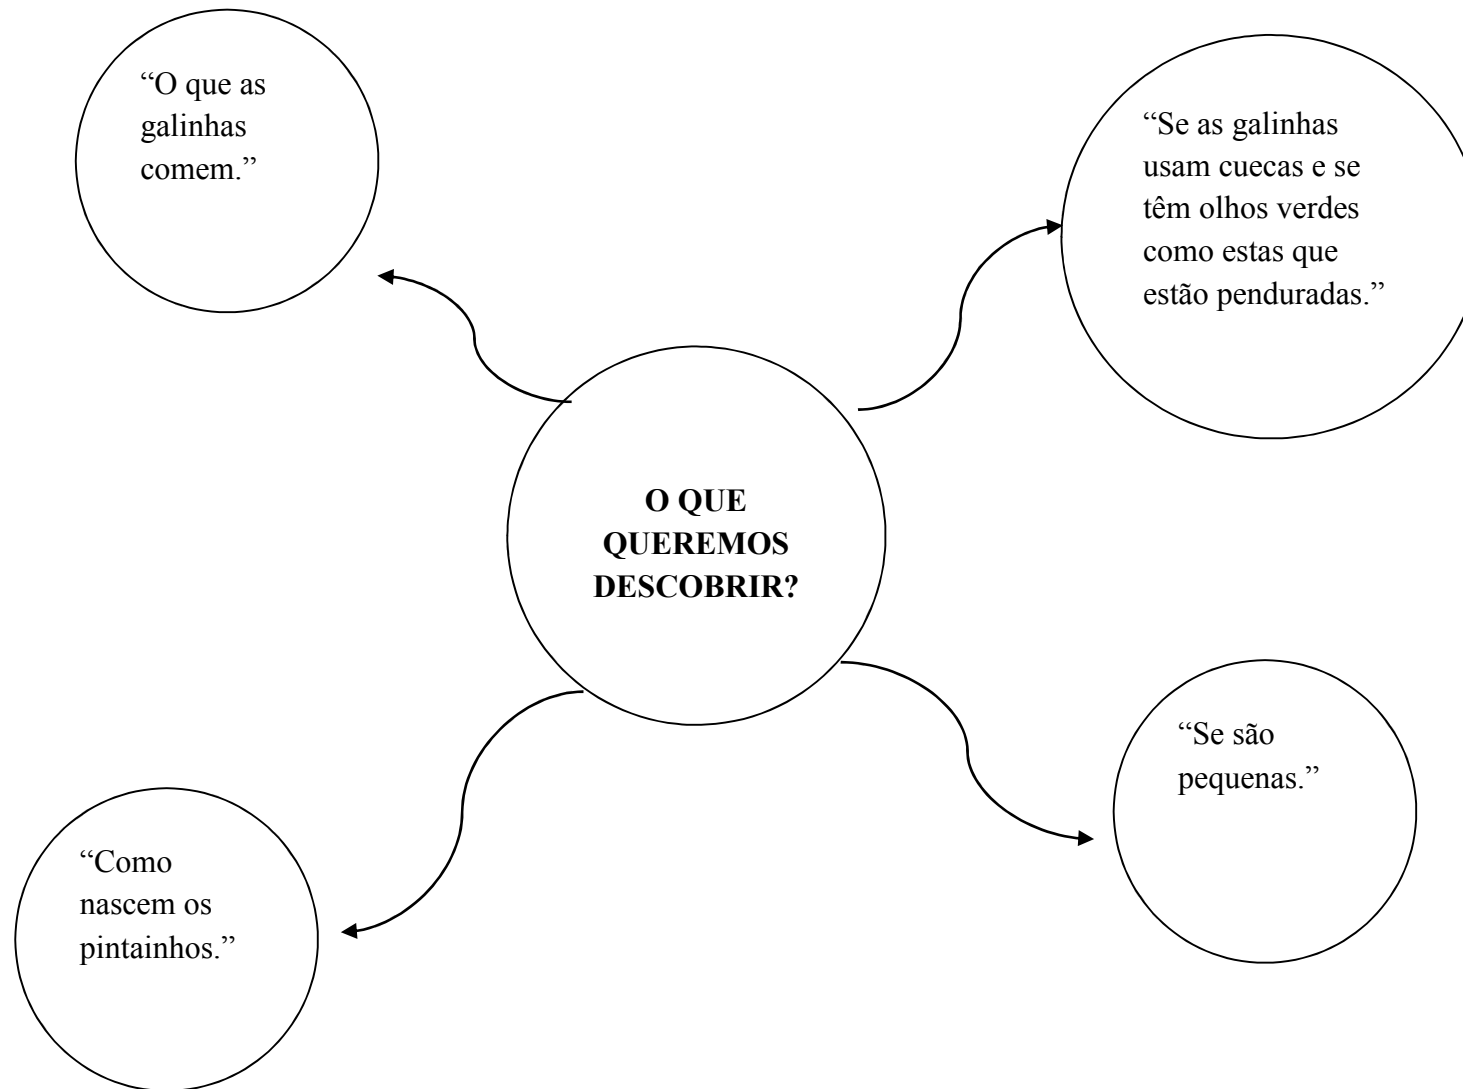 “O que as
galinhas
comem.”
“Se as galinhas
usam cuecas e se
têm olhos verdes
como estas que
estão penduradas.”
O QUE
QUEREMOS
DESCOBRIR?
“Se são
pequenas.”
“Como
nascem os
pintainhos.”